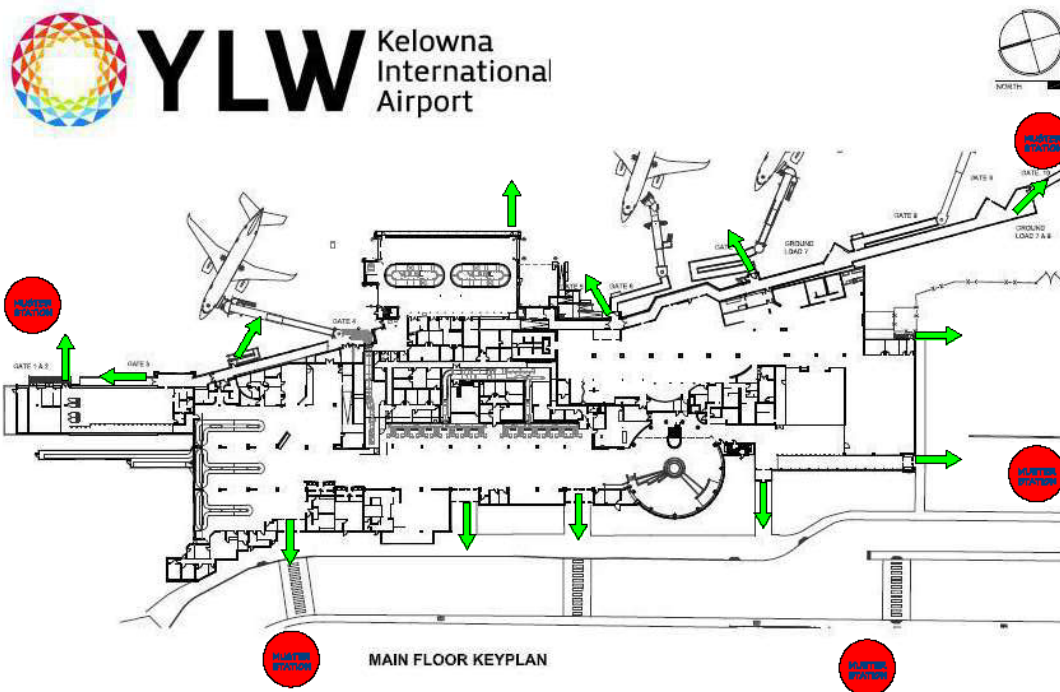 YLW
Kelowna
International
Airport
NORTH
MUSTER
STATION
GATE 9
GATE 10
GATE 8
GROUND
LOAD 7 & 8
GROUND
LOAD 7
GATE 6
MUSTER
STATION
GATE 4
GATE 1 & 2
GATE 3
MUSTER
STATION
MUSTER
STATION
MAIN FLOOR KEYPLAN
MUSTER
STATION